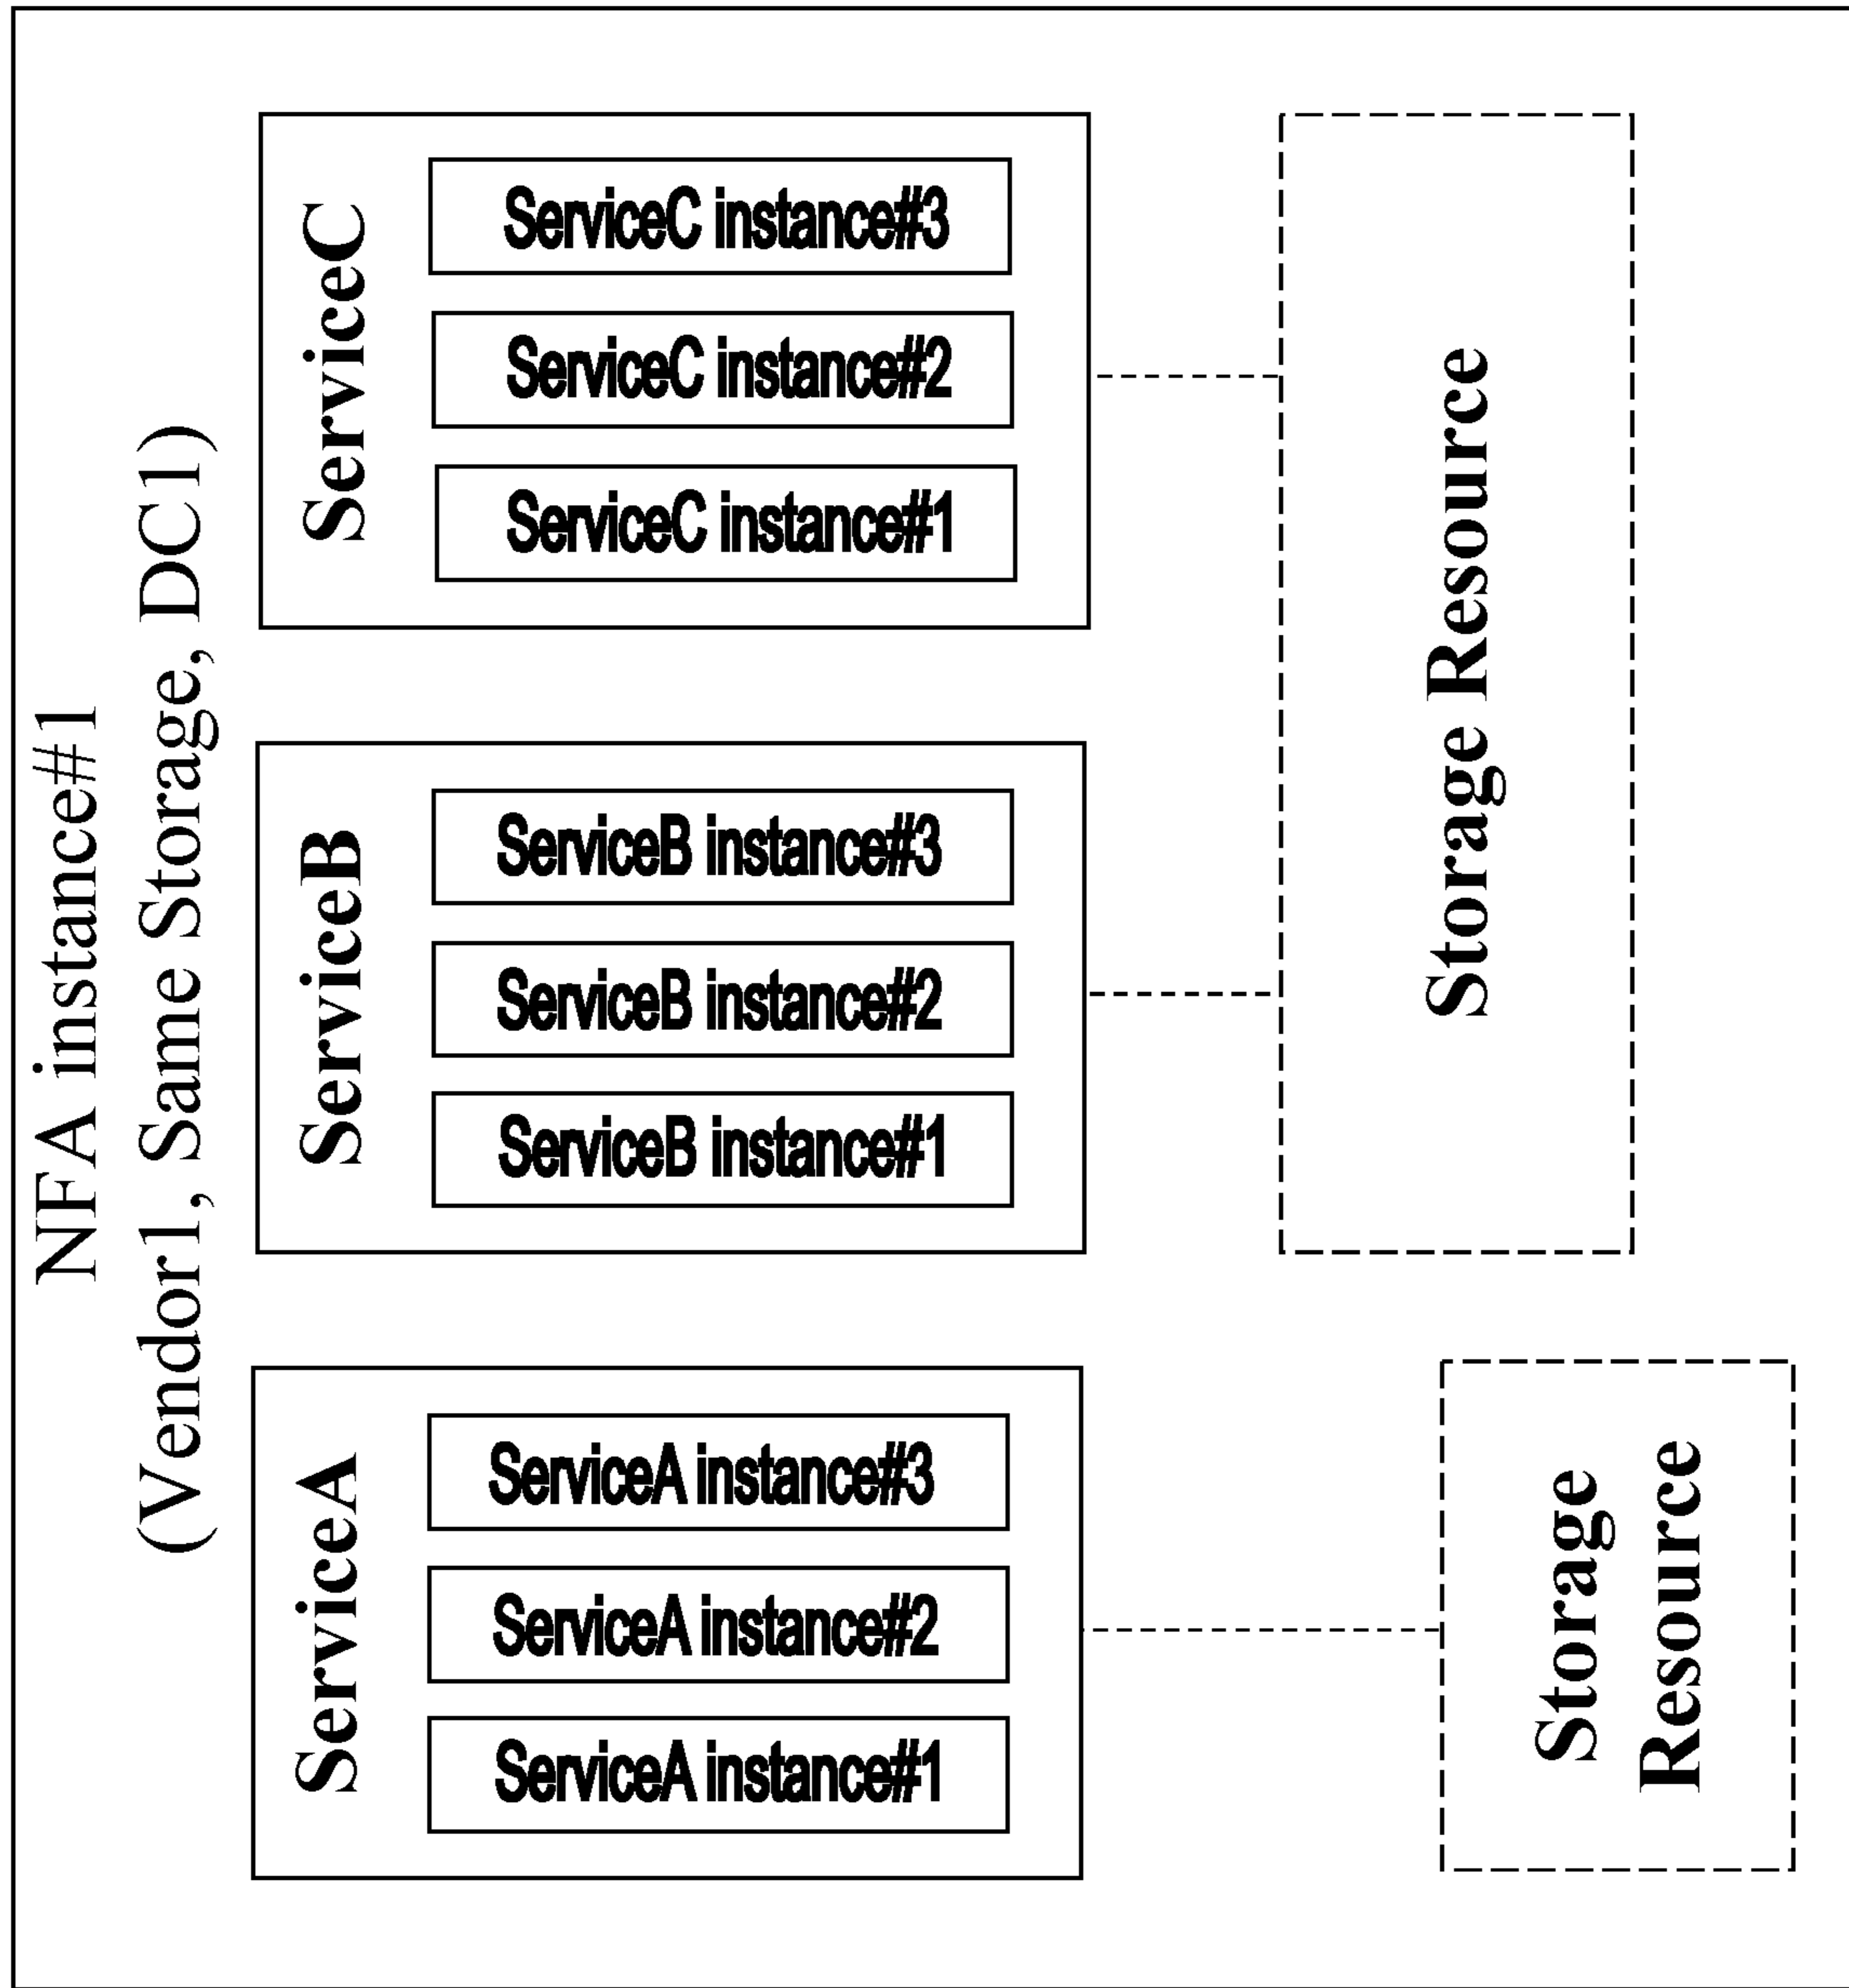 NFA instance#1
(Vendor1, Same Storage, DC1)
ServiceA
ServiceA instance#1
ServiceA instance#2
ServiceA instance#3
ServiceB
ServiceB instance#1
ServiceB instance#2
ServiceB instance#3
ServiceC
ServiceC instance#1
ServiceC instance#2
ServiceC instance#3
Storage
Resource
Storage Resource